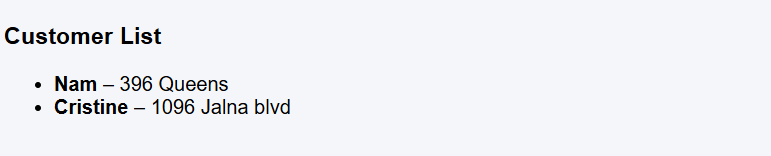 Customer List
• Nam – 396 Queens
• Cristine – 1096 Jalna blvd